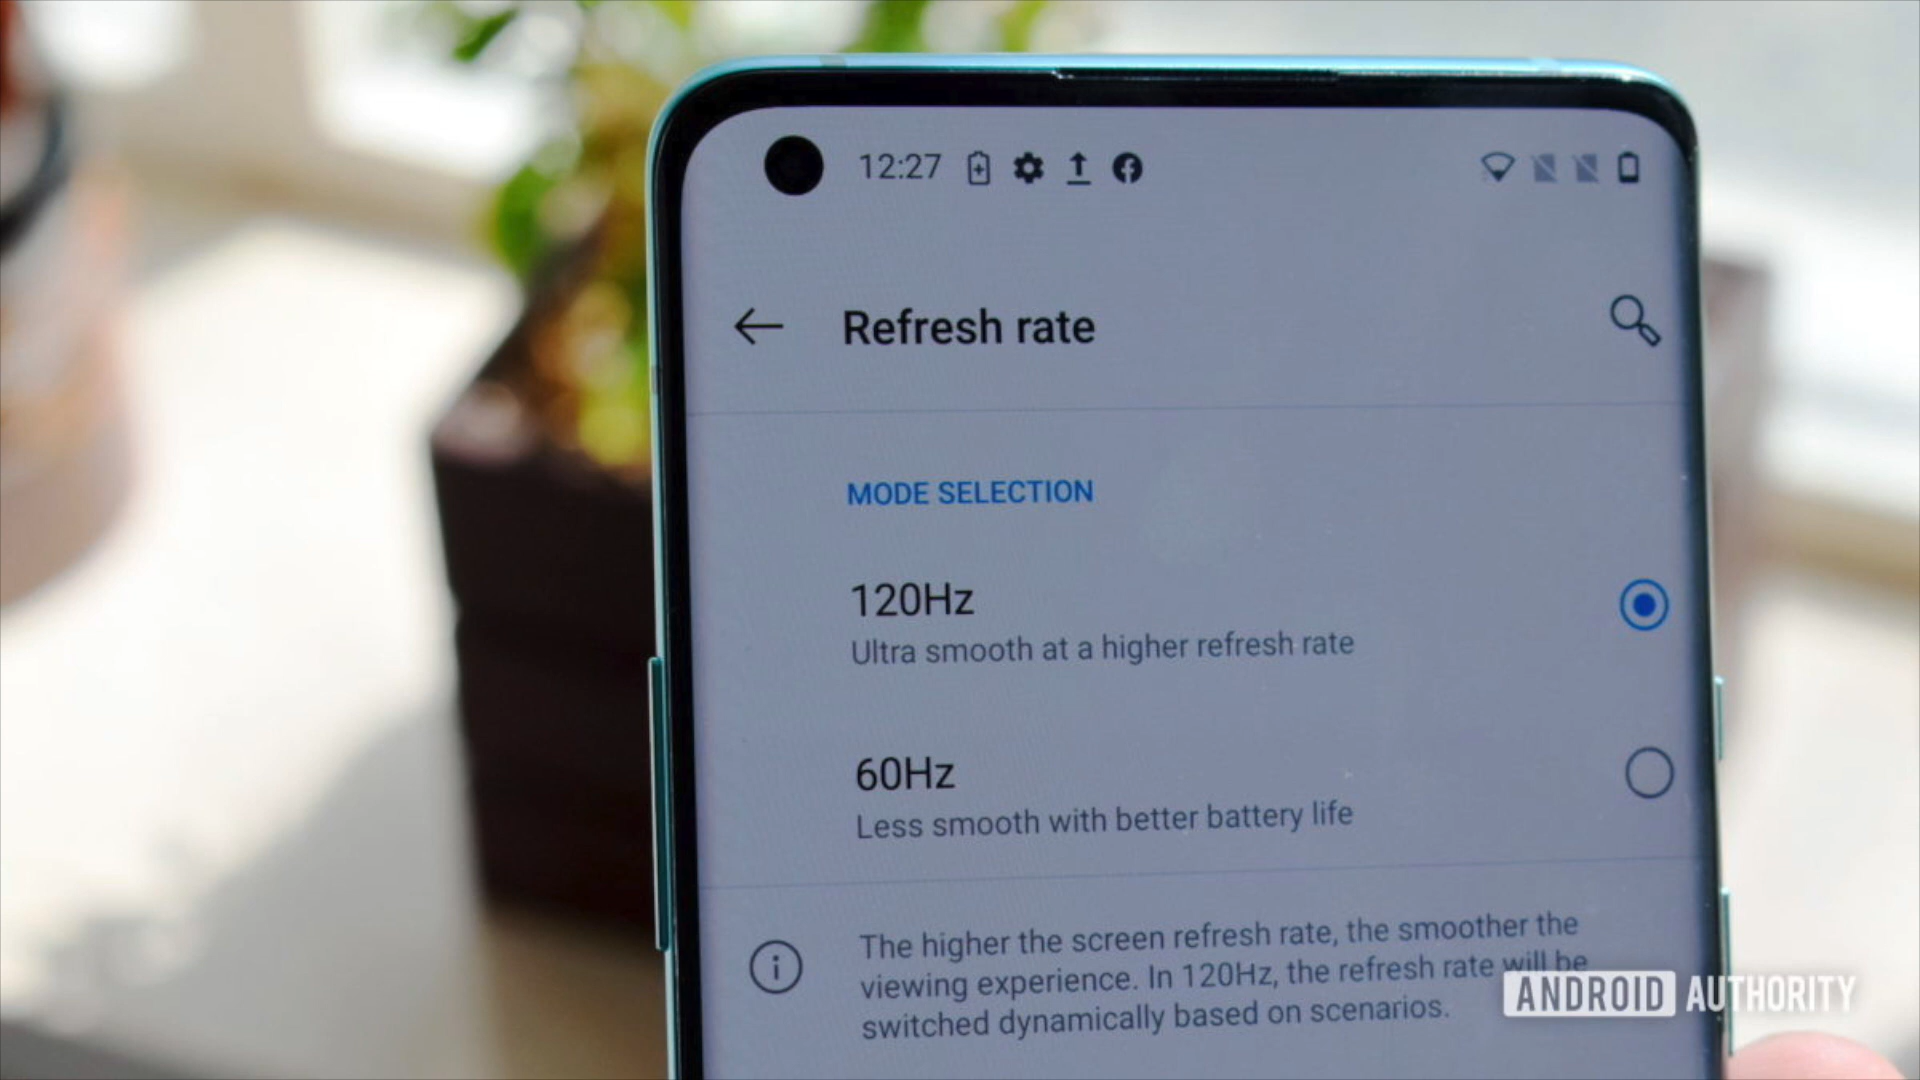 12:27
Refresh rate
MODE SELECTION
120Hz
Ultra smooth at a higher refresh rate
60Hz
Less smooth with better battery life
The higher the screen refresh rate, the smoother the
viewing experience. In 120Hz, the refresh rate will be
switched dynamically based on scenarios.
ANDROID AUTHORITY